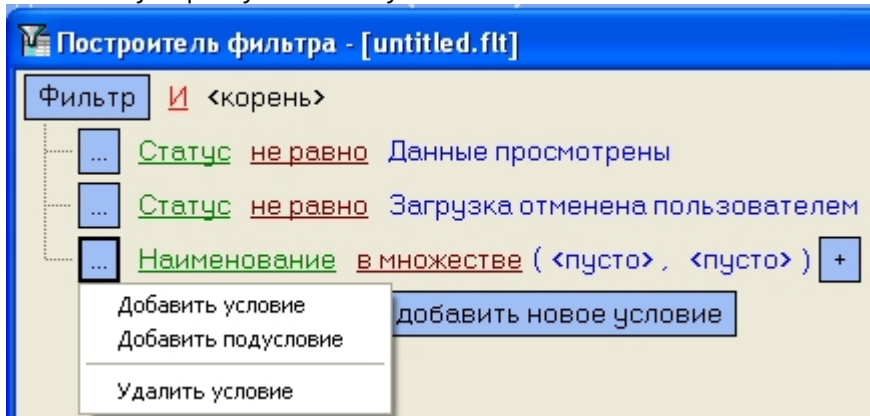 Построитель фильтра - [untitled.flt]
Фильтр И <корень>
... Статус не равно Данные просмотрены
... Статус не равно Загрузка отменена пользователем
... Наименование в множестве ( <пусто> , <пусто> ) +
Добавить условие
добавить новое условие
Добавить подусловие
Удалить условие